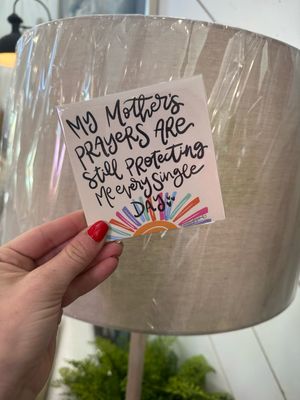 My Mother's
PRAYERS ARE
Still PROTECTING
Me every Single
DAY